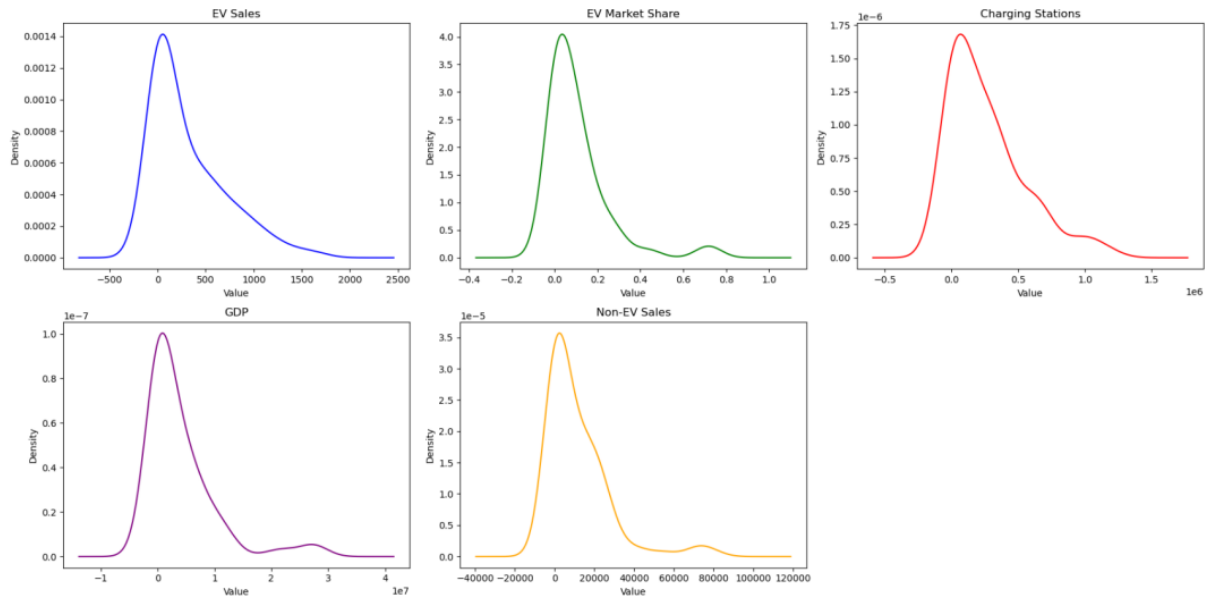 EV Sales
Density
0.0014
0.0012
0.0010
0.0008
0.0006
0.0004
0.0002
0.0000
−500 0 500 1000 1500 2000 2500
Value
EV Market Share
Density
4.0
3.5
3.0
2.5
2.0
1.5
1.0
0.5
0.0
−0.4 −0.2 0.0 0.2 0.4 0.6 0.8 1.0
Value
Charging Stations
1e−6
Density
1.75
1.50
1.25
1.00
0.75
0.50
0.25
0.00
−0.5 0.0 0.5 1.0 1.5
Value
1e6
GDP
1e−7
Density
1.0
0.8
0.6
0.4
0.2
0.0
−1 0 1 2 3 4
Value
1e7
Non-EV Sales
1e−5
Density
3.5
3.0
2.5
2.0
1.5
1.0
0.5
0.0
−40000 −20000 0 20000 40000 60000 80000 100000 120000
Value